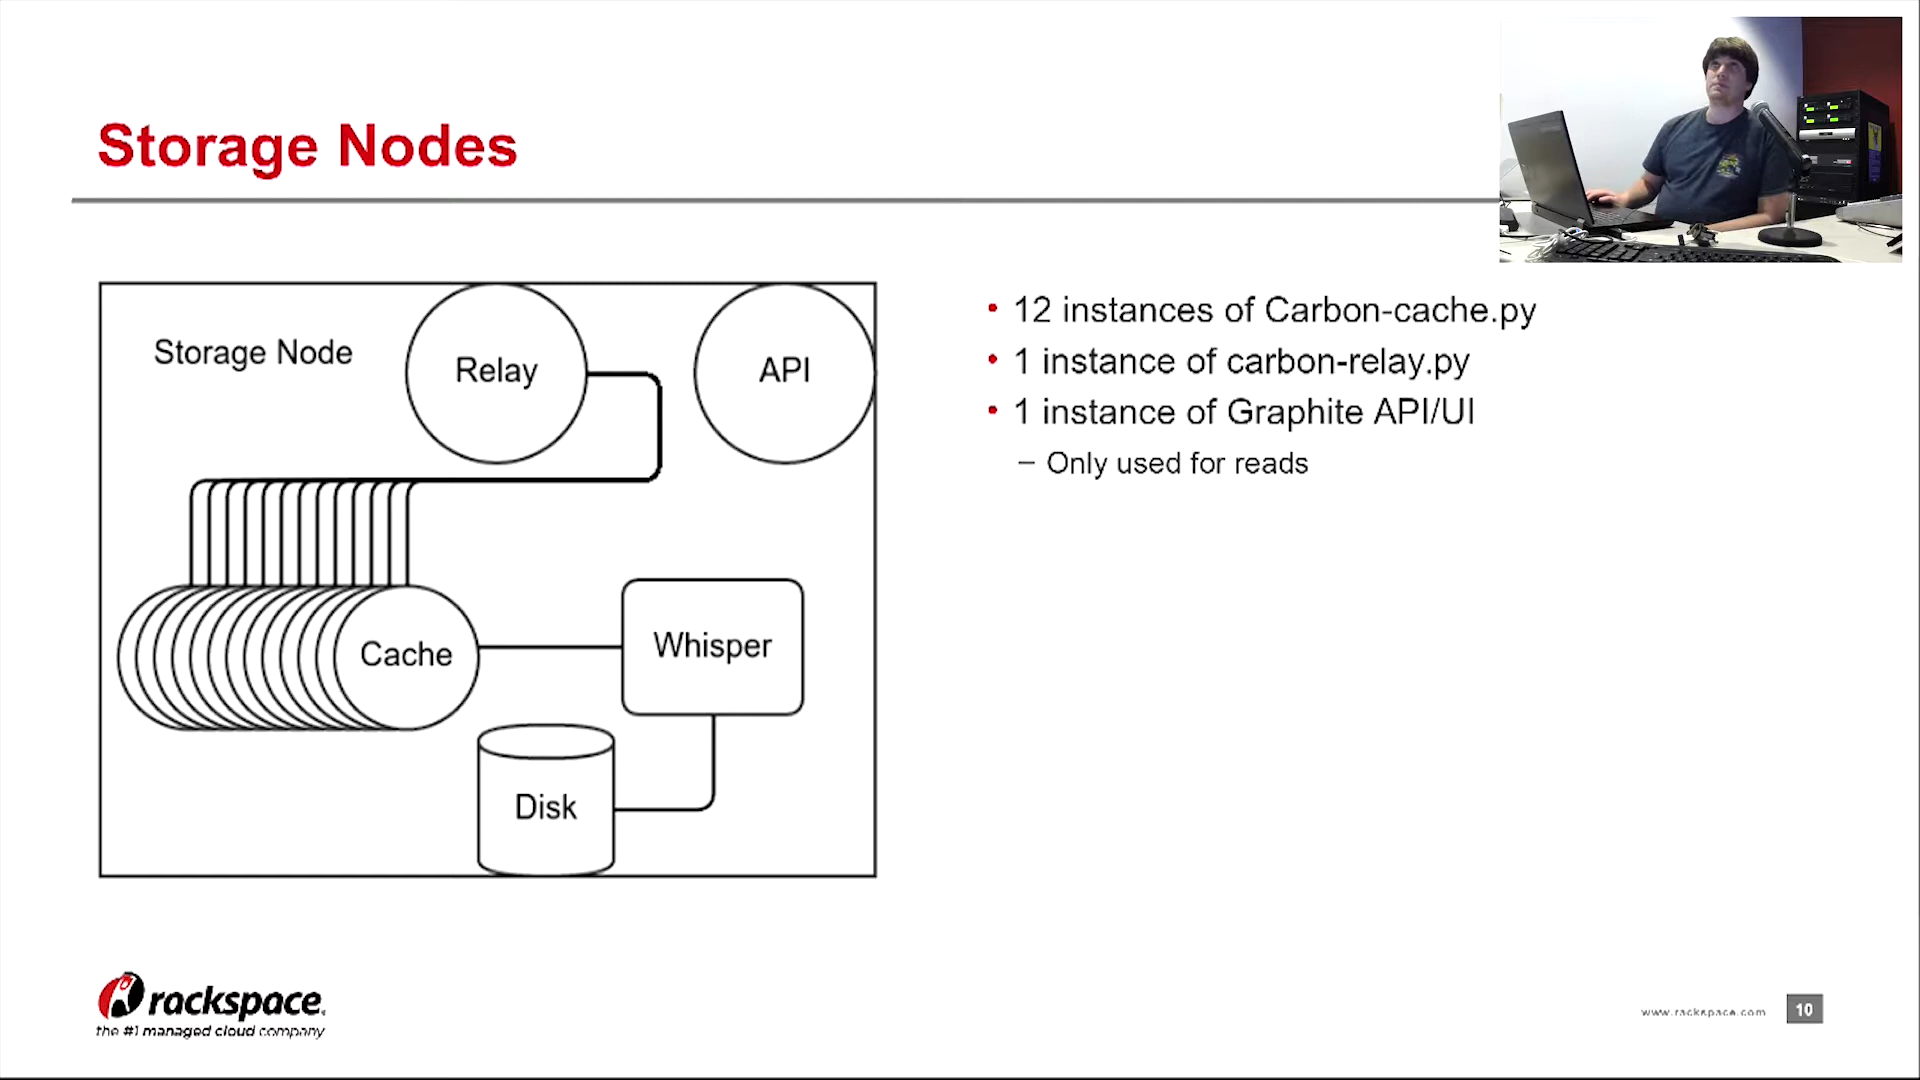 Storage Nodes
Storage Node
Relay
API
Cache
Whisper
Disk
• 12 instances of Carbon-cache.py
• 1 instance of carbon-relay.py
• 1 instance of Graphite API/UI
– Only used for reads
rackspace.
the #1 managed cloud company
www.rackspace.com
10